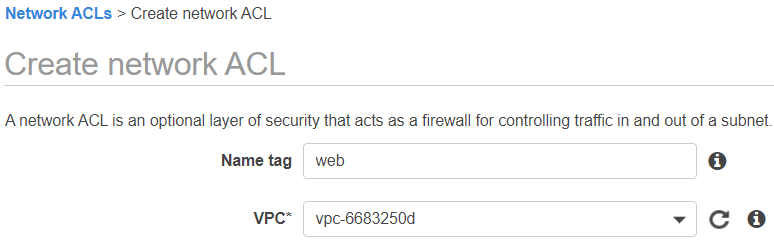 Network ACLs > Create network ACL
Create network ACL
A network ACL is an optional layer of security that acts as a firewall for controlling traffic in and out of a subnet.
Name tag web
VPC* vpc-6683250d